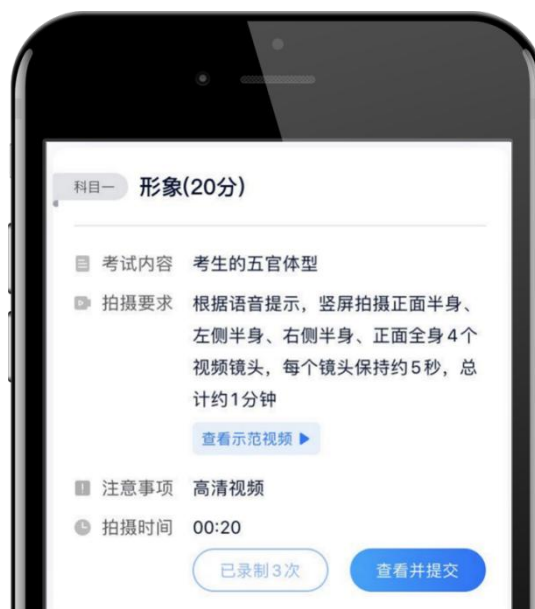 科目一 形象(20分)
考试内容 考生的五官体型
拍摄要求 根据语音提示，竖屏拍摄正面半身、
左侧半身、右侧半身、正面全身4个
视频镜头，每个镜头保持约5秒，总
计约1分钟
查看示范视频
注意事项 高清视频
拍摄时间 00:20
已录制3次 查看并提交